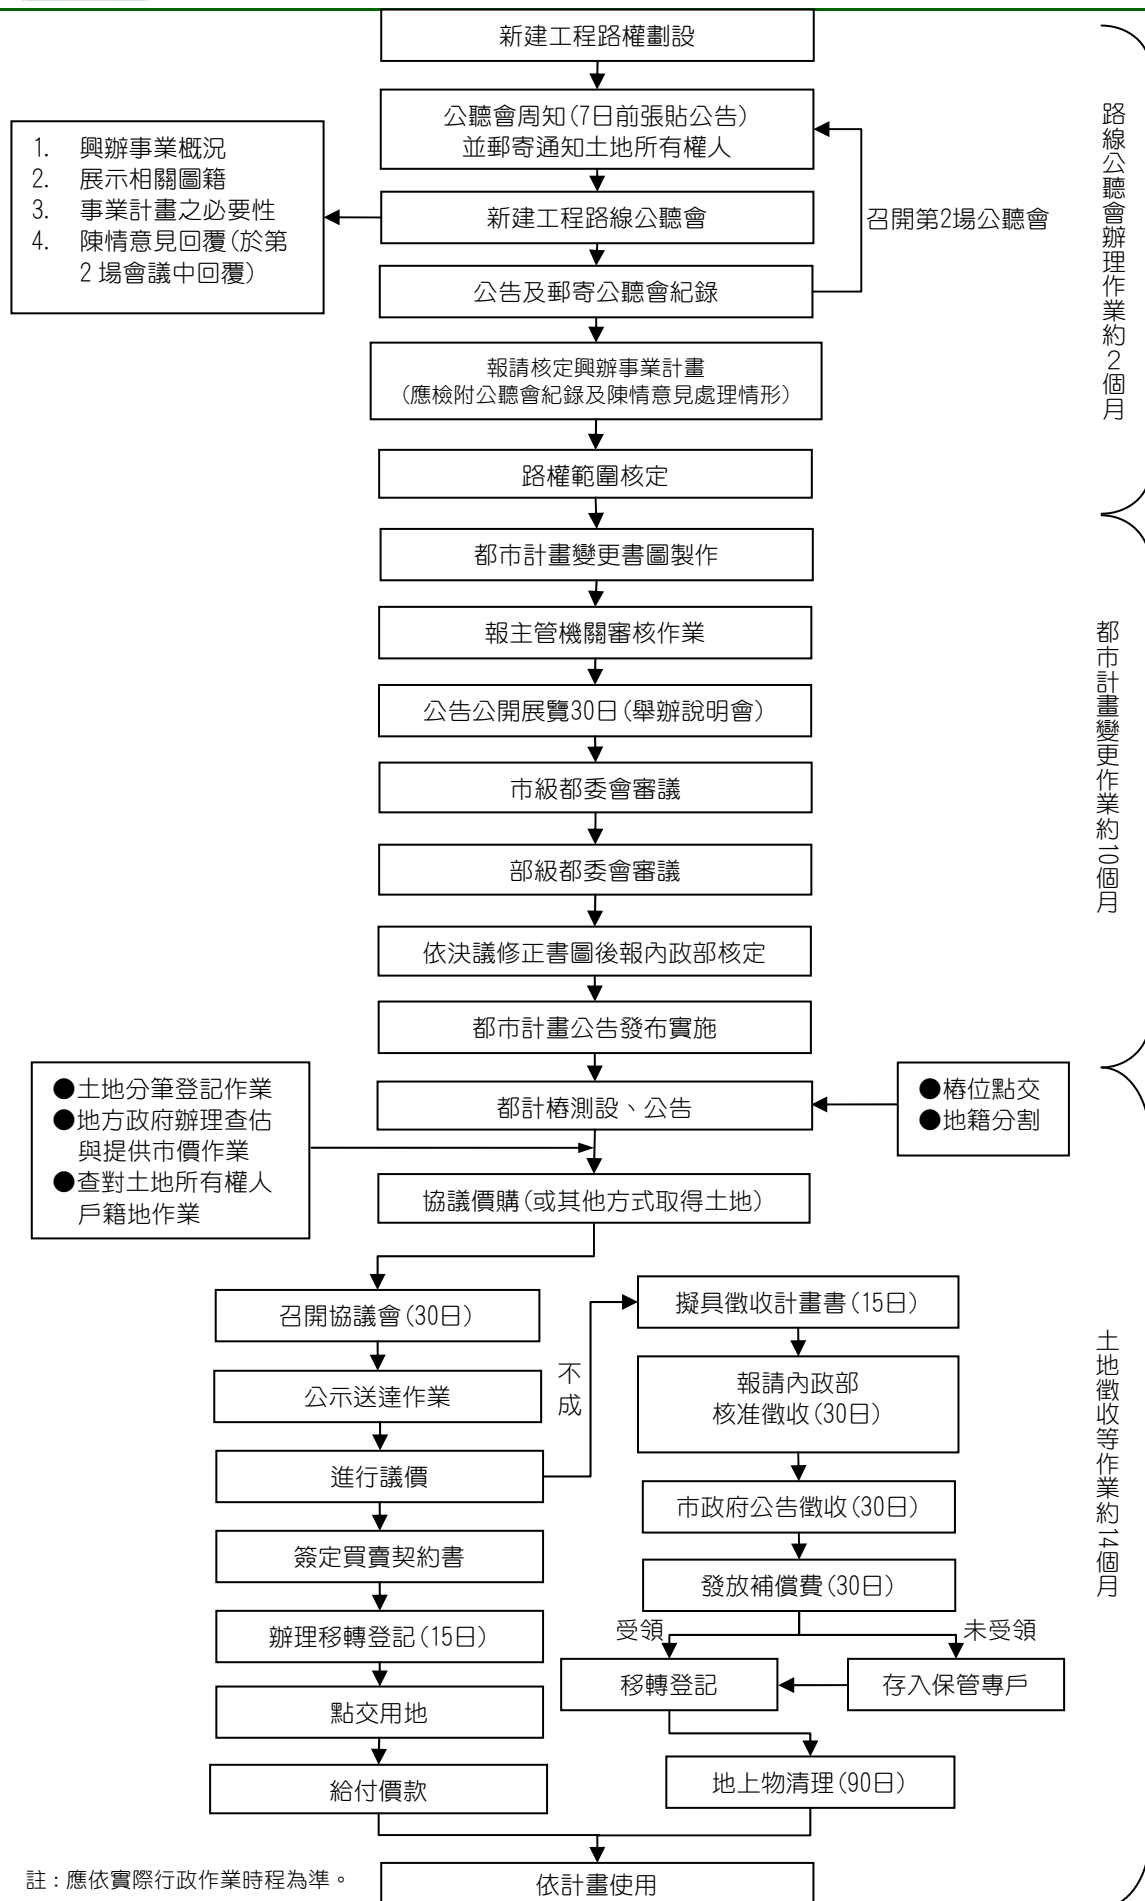 新建工程路權劃設
公聽會周知(7日前張貼公告)
並郵寄通知土地所有權人
1. 興辦事業概況
2. 展示相關圖籍
3. 事業計畫之必要性
4. 陳情意見回覆(於第
2場會議中回覆)
新建工程路線公聽會
召開第2場公聽會
公告及郵寄公聽會紀錄
報請核定興辦事業計畫
(應檢附公聽會紀錄及陳情意見處理情形)
路權範圍核定
路線公聽會辦理作業約2個月
都市計畫變更書圖製作
報主管機關審核作業
公告公開展覽30日(舉辦說明會)
市級都委會審議
部級都委會審議
依決議修正書圖後報內政部核定
都市計畫公告發布實施
都市計畫變更作業約10個月
●土地分筆登記作業
●地方政府辦理查估
與提供市價作業
●查對土地所有權人
戶籍地作業
都計樁測設、公告
●樁位點交
●地籍分割
協議價購(或其他方式取得土地)
召開協議會(30日)
公示送達作業
進行議價
不成
簽定買賣契約書
辦理移轉登記(15日)
點交用地
給付價款
擬具徵收計畫書(15日)
報請內政部
核准徵收(30日)
市政府公告徵收(30日)
發放補償費(30日)
受領
未受領
移轉登記
存入保管專戶
地上物清理(90日)
土地徵收等作業約14個月
註：應依實際行政作業時程為準。
依計畫使用